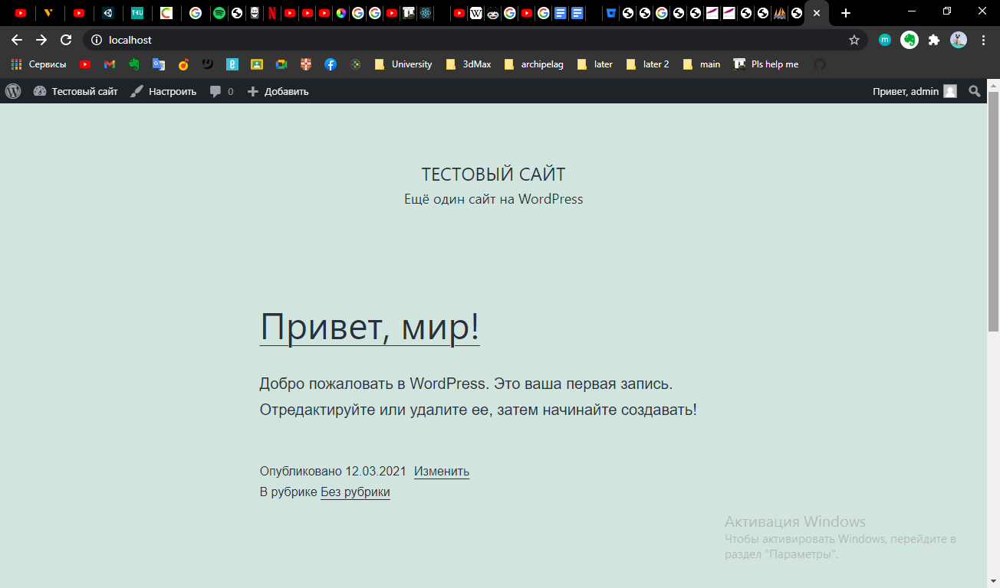 localhost
Сервисы University 3dMax archipelag later later 2 main Pls help me
Тестовый сайт Настроить 0 Добавить Привет, admin
ТЕСТОВЫЙ САЙТ
Ещё один сайт на WordPress
Привет, мир!
Добро пожаловать в WordPress. Это ваша первая запись.
Отредактируйте или удалите ее, затем начинайте создавать!
Опубликовано 12.03.2021 Изменить
В рубрике Без рубрики
Активация Windows
Чтобы активировать Windows, перейдите в
раздел "Параметры".